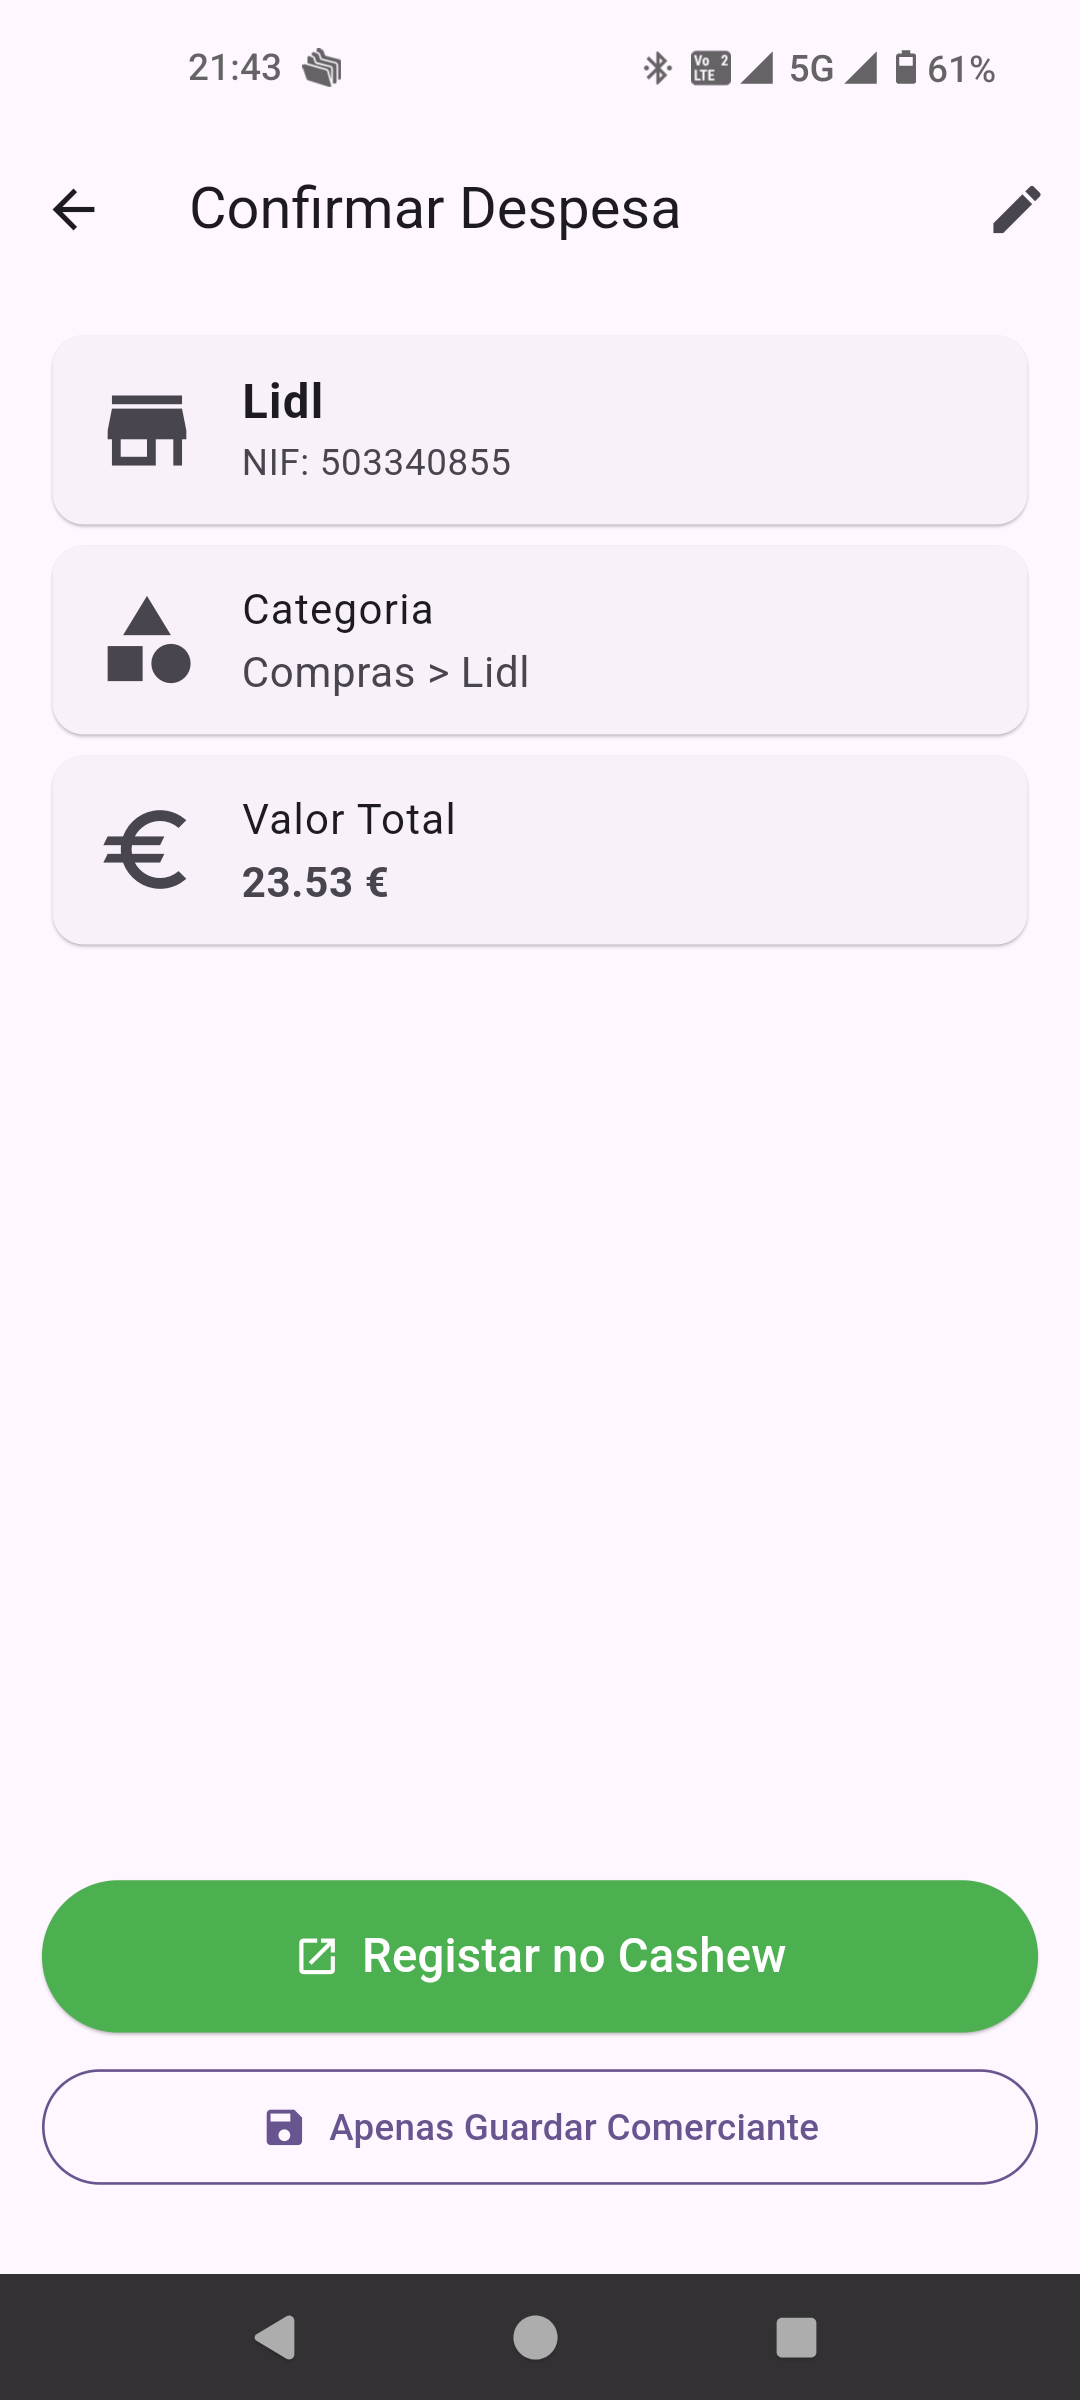 21:43 Vo 2 LTE 5G 61%
Confirmar Despesa
Lidl
NIF: 503340855
Categoria
Compras > Lidl
Valor Total
23.53 €
Registar no Cashew
Apenas Guardar Comerciante